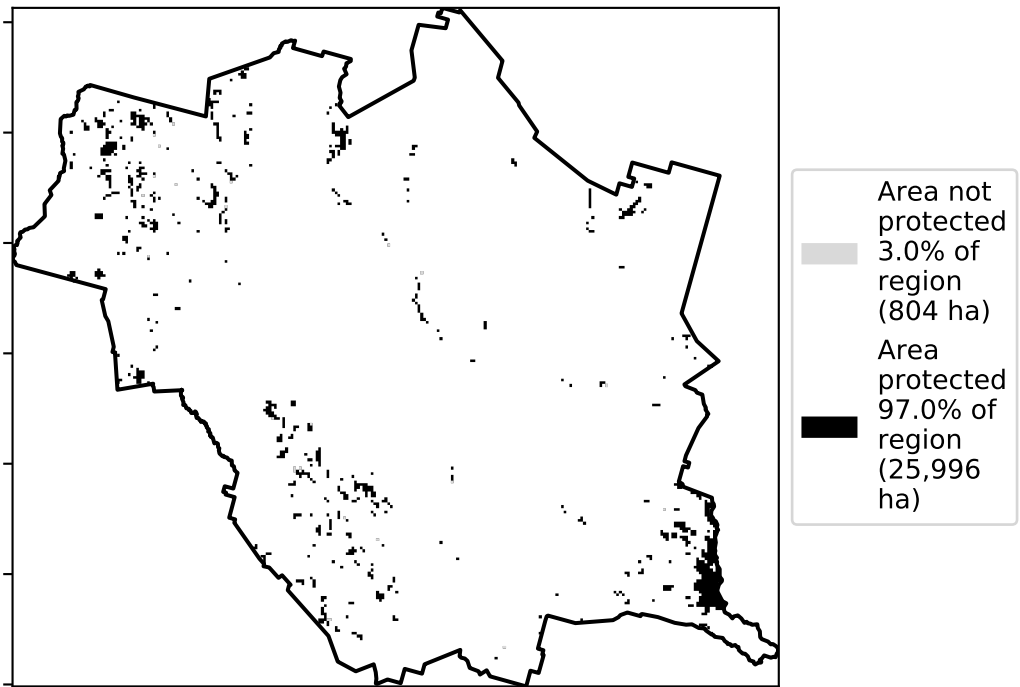 Area not
protected
3.0% of
region
(804 ha)
Area
protected
97.0% of
region
(25,996
ha)